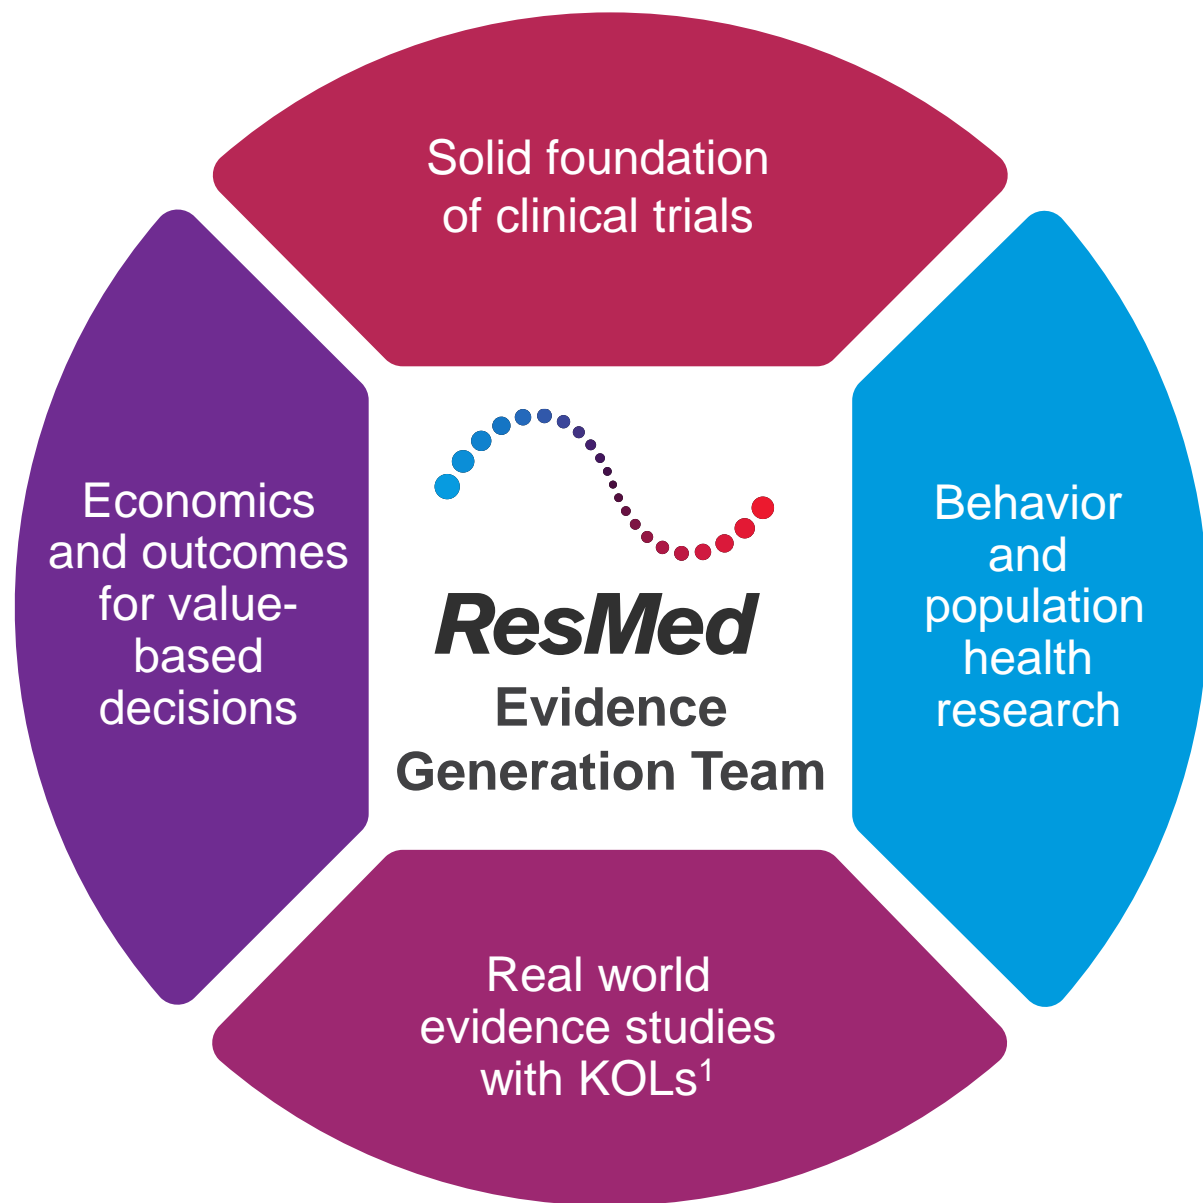 Solid foundation
of clinical trials
Economics
and outcomes
for value-
based
decisions
ResMed
Evidence
Generation Team
Behavior
and
population
health
research
Real world
evidence studies
with KOLs¹